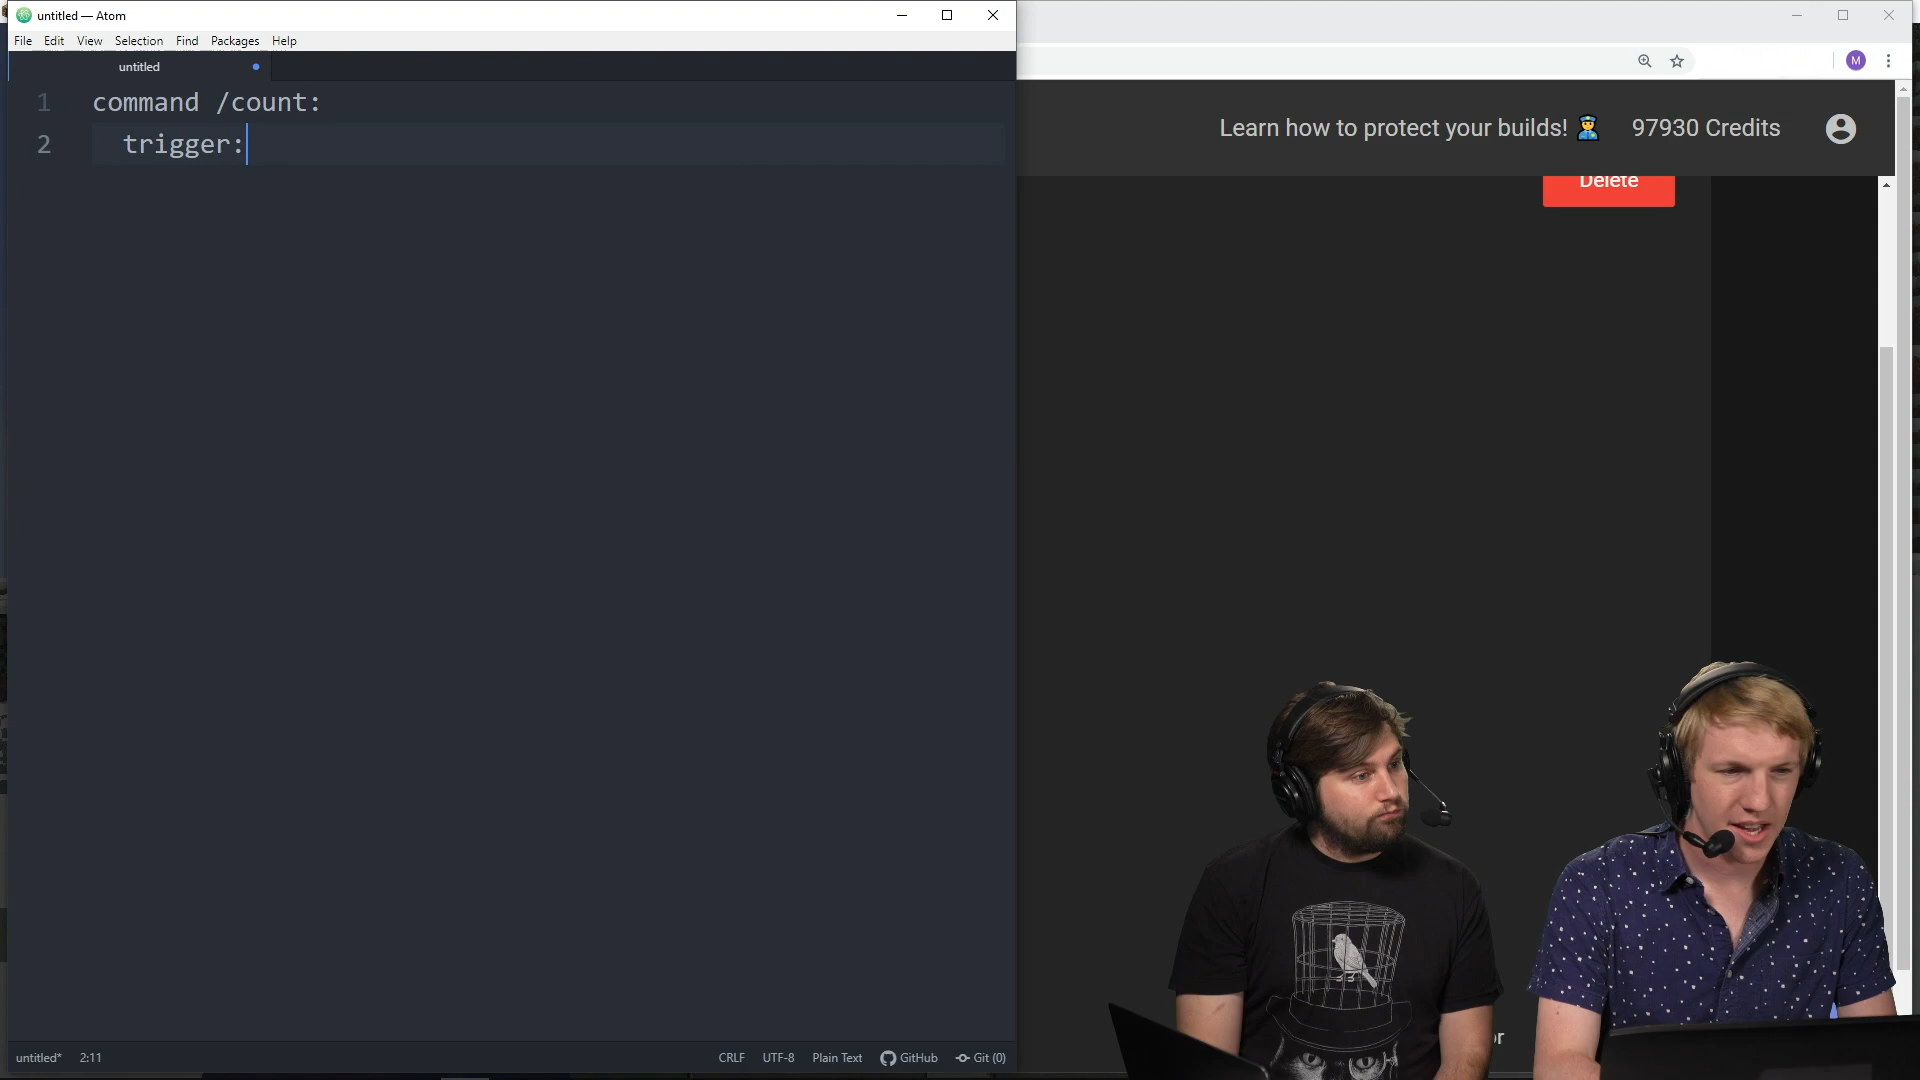 untitled — Atom
File Edit View Selection Find Packages Help
untitled
1 command /count:
2 trigger:
untitled* 2:11 CRLF UTF-8 Plain Text GitHub Git (0)
M
Learn how to protect your builds! 97930 Credits
Delete
or